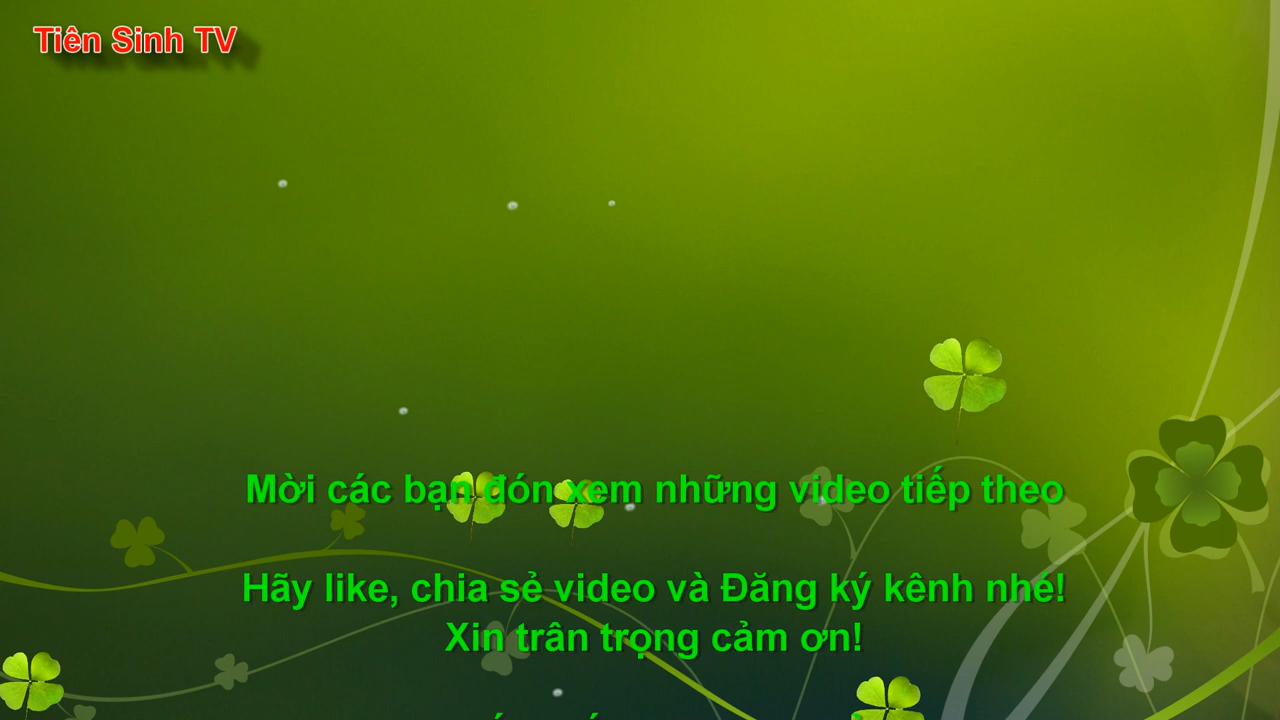 Tiên Sinh TV
Mời các bạn đón xem những video tiếp theo
Hãy like, chia sẻ video và Đăng ký kênh nhé!
Xin trân trọng cảm ơn!